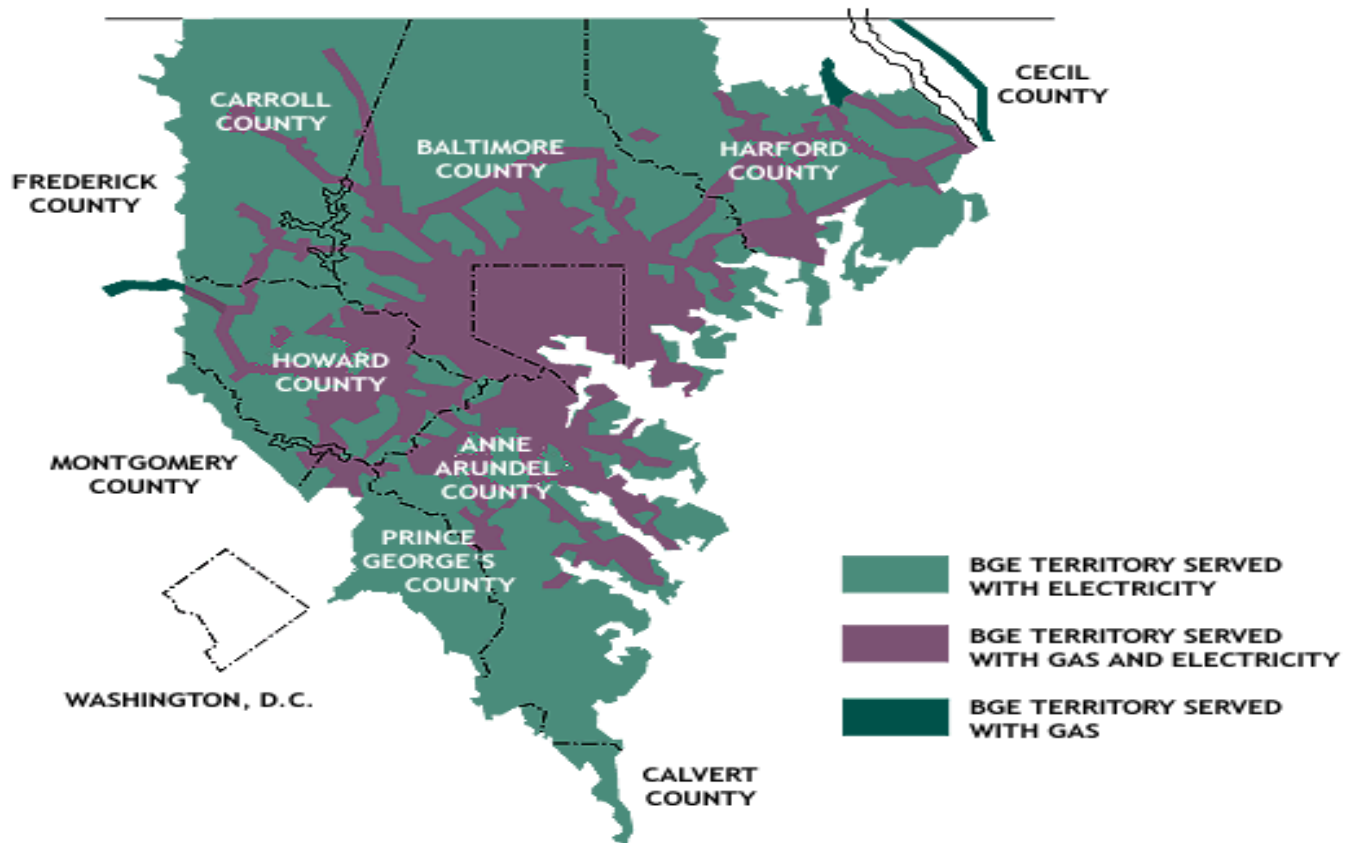 CECIL
COUNTY
CARROLL
COUNTY
BALTIMORE
COUNTY
HARFORD
COUNTY
FREDERICK
COUNTY
HOWARD
COUNTY
MONTGOMERY
COUNTY
ANNE
ARUNDEL
COUNTY
PRINCE
GEORGE'S
COUNTY
WASHINGTON, D.C.
CALVERT
COUNTY
BGE TERRITORY SERVED
WITH ELECTRICITY
BGE TERRITORY SERVED
WITH GAS AND ELECTRICITY
BGE TERRITORY SERVED
WITH GAS